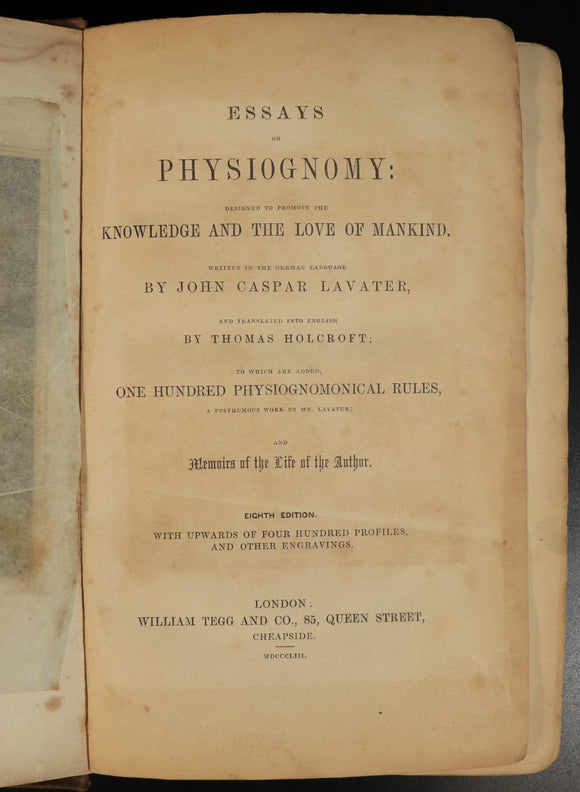 ESSAYS
ON
PHYSIOGNOMY:
DESIGNED TO PROMOTE THE
KNOWLEDGE AND THE LOVE OF MANKIND.
WRITTEN IN THE GERMAN LANGUAGE
BY JOHN CASPAR LAVATER,
AND TRANSLATED INTO ENGLISH
BY THOMAS HOLCROFT;
TO WHICH ARE ADDED,
ONE HUNDRED PHYSIOGNOMONICAL RULES,
A POSTHUMOUS WORK BY MR. LAVATER;
AND
Memoirs of the Life of the Author.
EIGHTH EDITION.
WITH UPWARDS OF FOUR HUNDRED PROFILES,
AND OTHER ENGRAVINGS.
LONDON:
WILLIAM TEGG AND CO., 85, QUEEN STREET,
CHEAPSIDE.
MDCCCLIII.